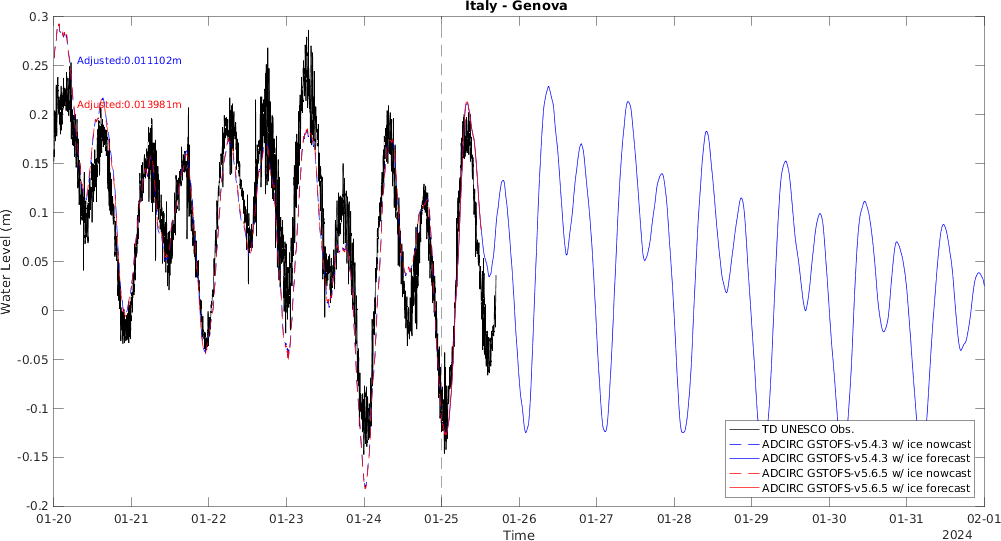 Italy - Genova
0.3
0.25
0.2
0.15
0.1
0.05
0
-0.05
-0.1
-0.15
-0.2
Water Level (m)
Adjusted:0.011102m
Adjusted:0.013981m
TD UNESCO Obs.
ADCIRC GSTOFS-v5.4.3 w/ ice nowcast
ADCIRC GSTOFS-v5.4.3 w/ ice forecast
ADCIRC GSTOFS-v5.6.5 w/ ice nowcast
ADCIRC GSTOFS-v5.6.5 w/ ice forecast
01-20 01-21 01-22 01-23 01-24 01-25 01-26 01-27 01-28 01-29 01-30 01-31 02-01
Time
2024